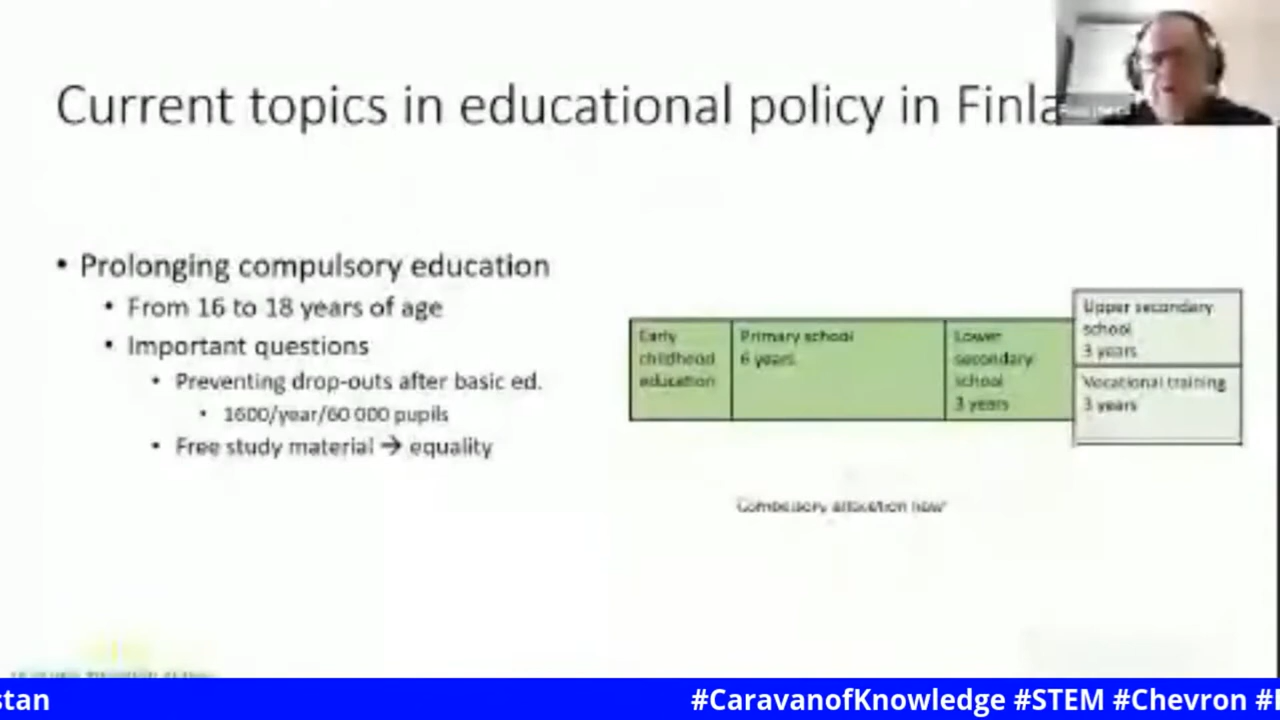 Current topics in educational policy in Finla
• Prolonging compulsory education
• From 16 to 18 years of age
• Important questions
• Preventing drop-outs after basic ed.
• 1600/year/60 000 pupils
• Free study material → equality
Early
childhood
education
Primary school
6 years
Lower
secondary
school
3 years
Upper secondary
school
3 years
Vocational training
3 years
now
stan
#CaravanofKnowledge #STEM #Chevron #